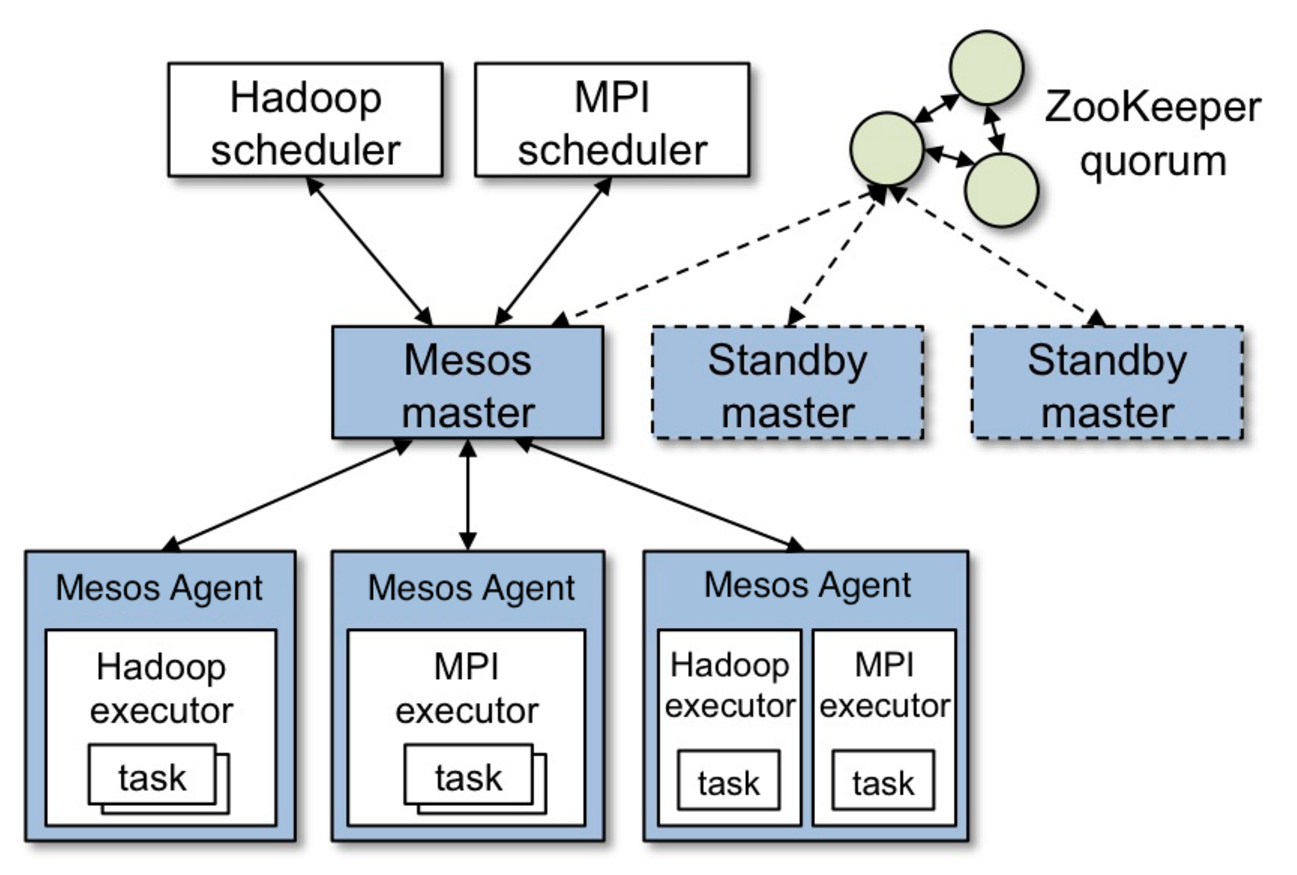 Hadoop
scheduler
MPI
scheduler
ZooKeeper
quorum
Mesos
master
Standby
master
Standby
master
Mesos Agent
Hadoop
executor
task
Mesos Agent
MPI
executor
task
Mesos Agent
Hadoop
executor
task
MPI
executor
task